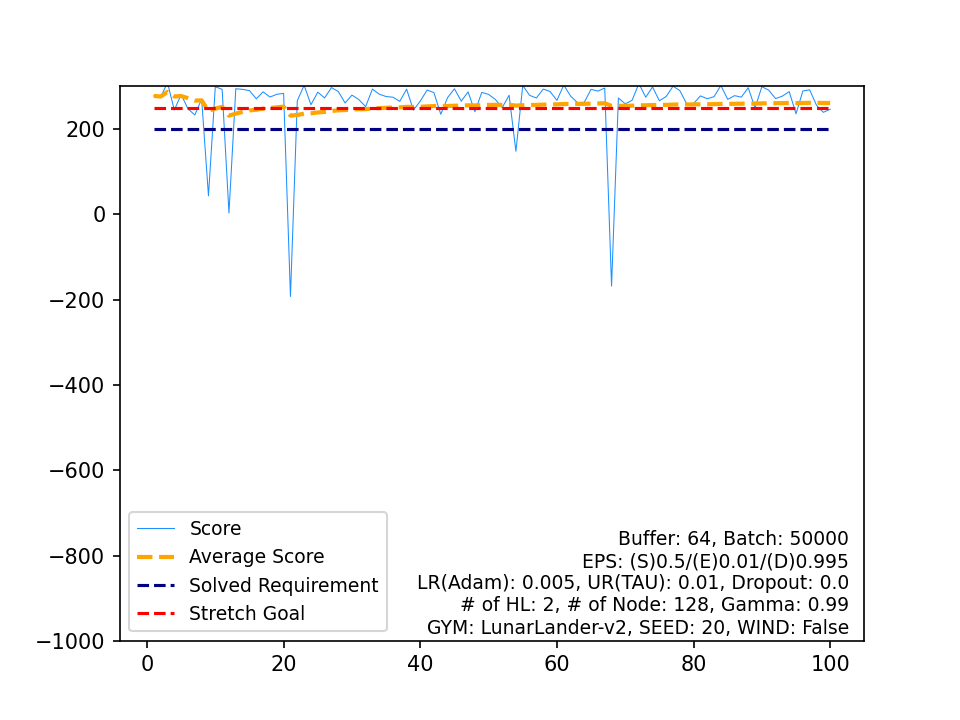 200
0
−200
−400
−600
−800
−1000
0
20
40
60
80
100
Score
Average Score
Solved Requirement
Stretch Goal
Buffer: 64, Batch: 50000
EPS: (S)0.5/(E)0.01/(D)0.995
LR(Adam): 0.005, UR(TAU): 0.01, Dropout: 0.0
# of HL: 2, # of Node: 128, Gamma: 0.99
GYM: LunarLander-v2, SEED: 20, WIND: False